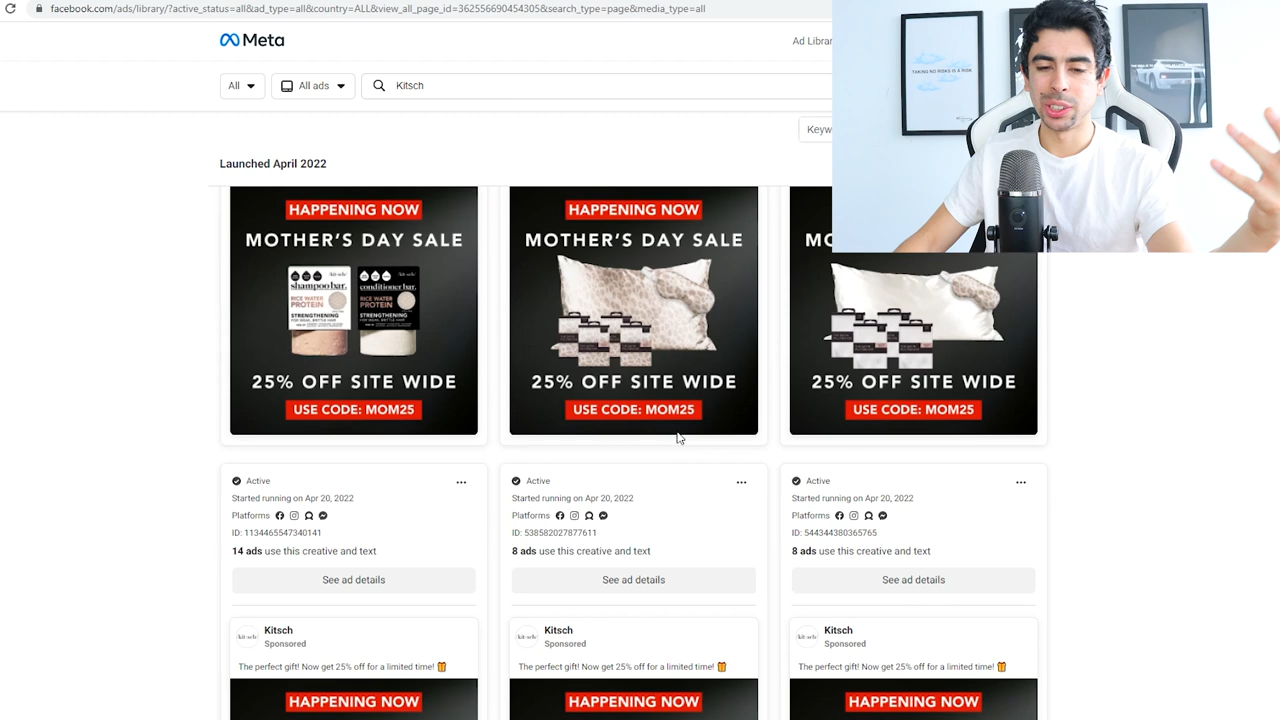 facebook.com/ads/library/?active_status=all&ad_type=all&country=ALL&view_all_page_id=362556690454305&search_type=page&media_type=all
Meta
Ad Librar
All
All ads
Kitsch
Keyw
TAKING NO RISKS IS A RISK
Launched April 2022
HAPPENING NOW
MOTHER'S DAY SALE
kitsch
shampoo bar.
RICE WATER
PROTEIN
STRENGTHENING
kitsch
conditioner bar.
RICE WATER
PROTEIN
STRENGTHENING
25% OFF SITE WIDE
USE CODE: MOM25
HAPPENING NOW
MOTHER'S DAY SALE
25% OFF SITE WIDE
USE CODE: MOM25
MO
25% OFF SITE WIDE
USE CODE: MOM25
Active
Started running on Apr 20, 2022
Platforms
ID: 1134465547340141
14 ads use this creative and text
See ad details
Kitsch
Sponsored
The perfect gift! Now get 25% off for a limited time! 🎁
HAPPENING NOW
Active
Started running on Apr 20, 2022
Platforms
ID: 538582027877611
8 ads use this creative and text
See ad details
Kitsch
Sponsored
The perfect gift! Now get 25% off for a limited time! 🎁
HAPPENING NOW
Active
Started running on Apr 20, 2022
Platforms
ID: 544344380365765
8 ads use this creative and text
See ad details
Kitsch
Sponsored
The perfect gift! Now get 25% off for a limited time! 🎁
HAPPENING NOW